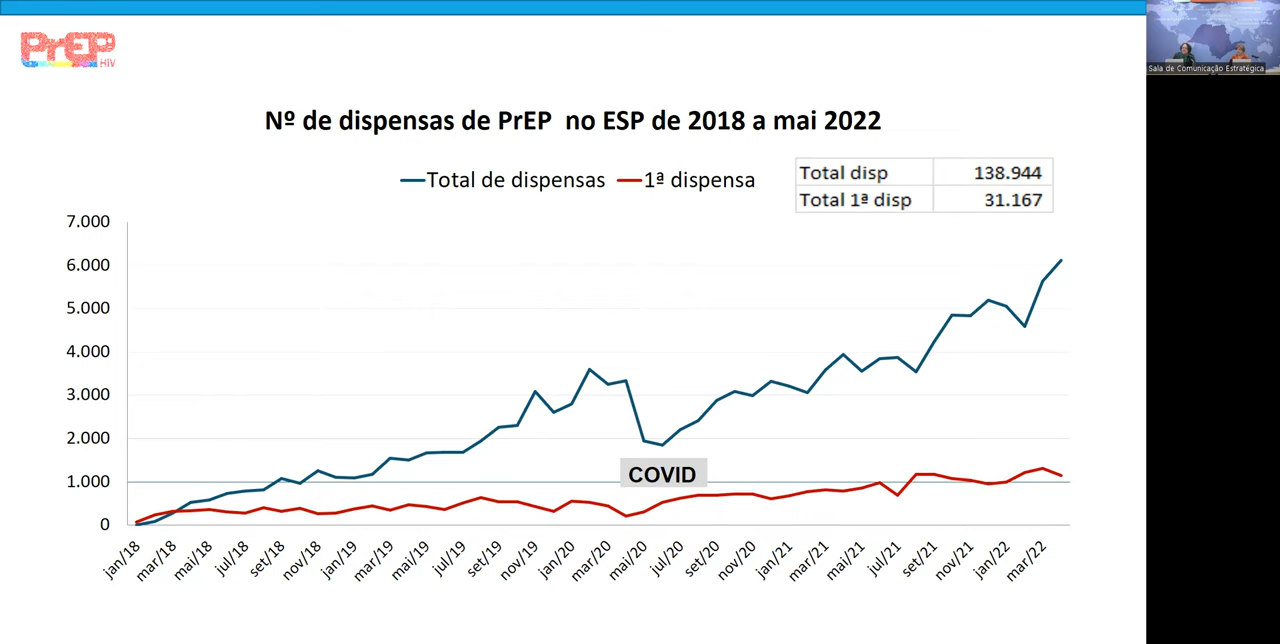 PrEP
HIV
Sala de Comunicação Estratégica
Nº de dispensas de PrEP no ESP de 2018 a mai 2022
Total de dispensas 1ª dispensa
Total disp 138.944
Total 1ª disp 31.167
7.000
6.000
5.000
4.000
3.000
2.000
1.000
0
COVID
jan/18 mar/18 mai/18 jul/18 set/18 nov/18 jan/19 mar/19 mai/19 jul/19 set/19 nov/19 jan/20 mar/20 mai/20 jul/20 set/20 nov/20 jan/21 mar/21 mai/21 jul/21 set/21 nov/21 jan/22 mar/22